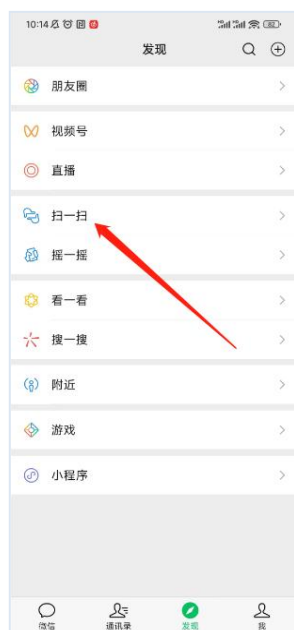 10:14
82
发现
朋友圈
视频号
直播
扫一扫
摇一摇
看一看
搜一搜
附近
游戏
小程序
微信 通讯录 发现 我